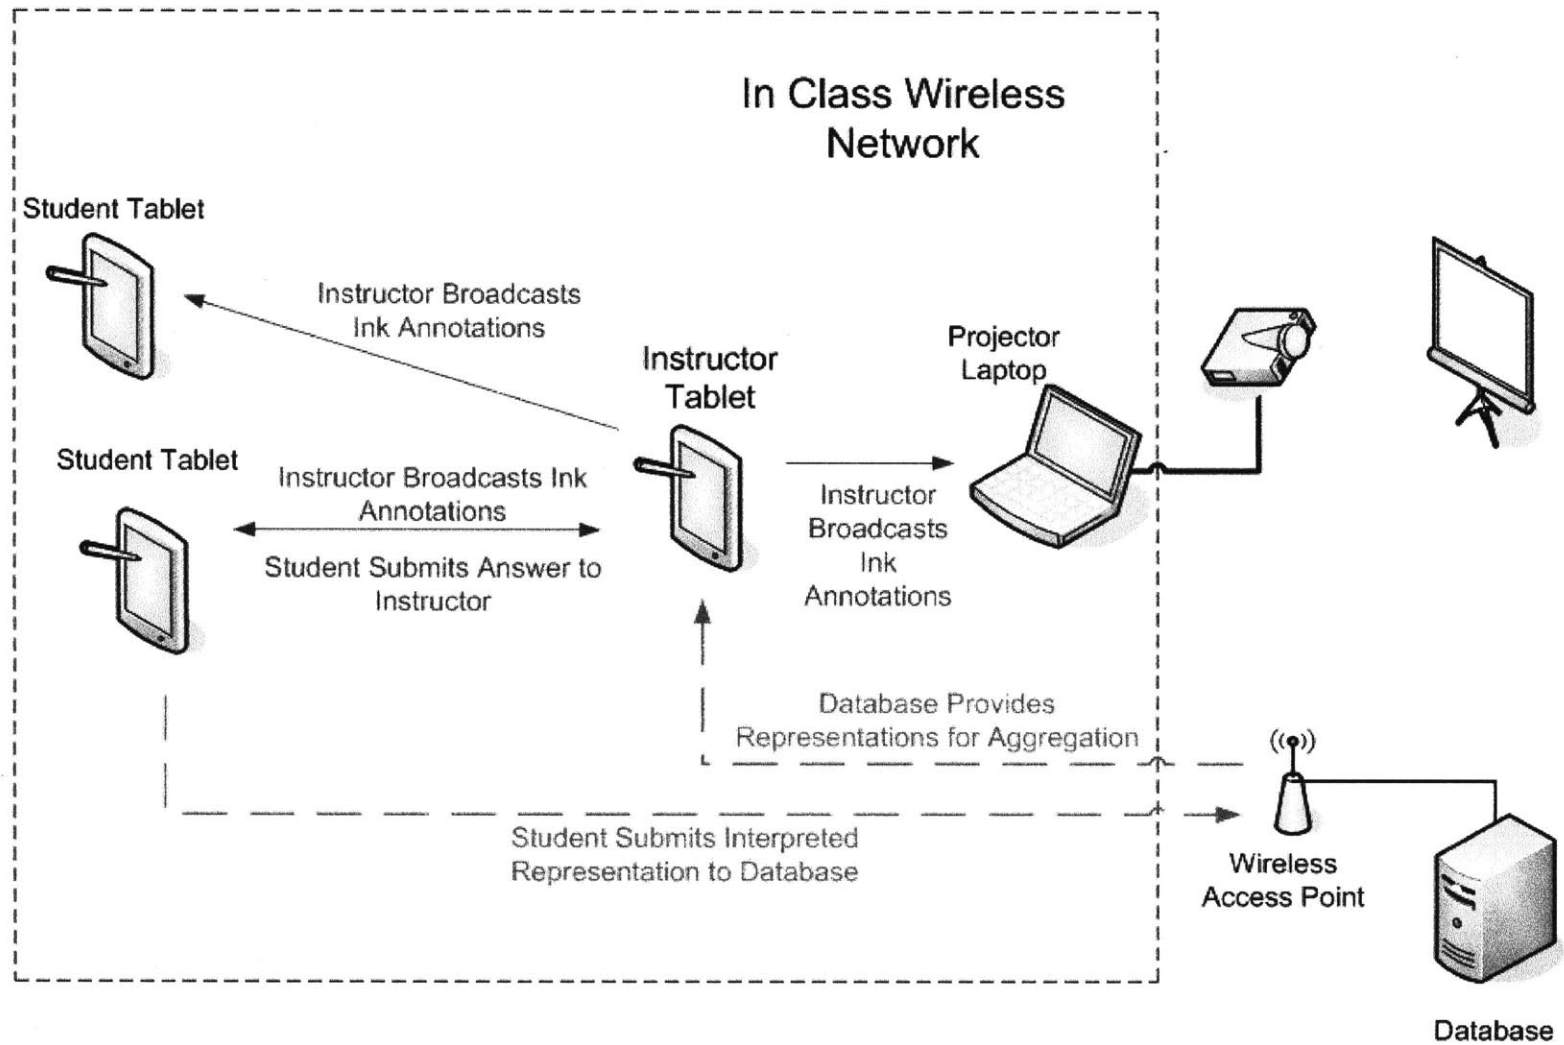 In Class Wireless
Network
Student Tablet
Instructor Broadcasts
Ink Annotations
Instructor
Tablet
Projector
Laptop
Student Tablet
Instructor Broadcasts Ink
Annotations
Student Submits Answer to
Instructor
Instructor
Broadcasts
Ink
Annotations
Database Provides
Representations for Aggregation
Student Submits Interpreted
Representation to Database
Wireless
Access Point
Database